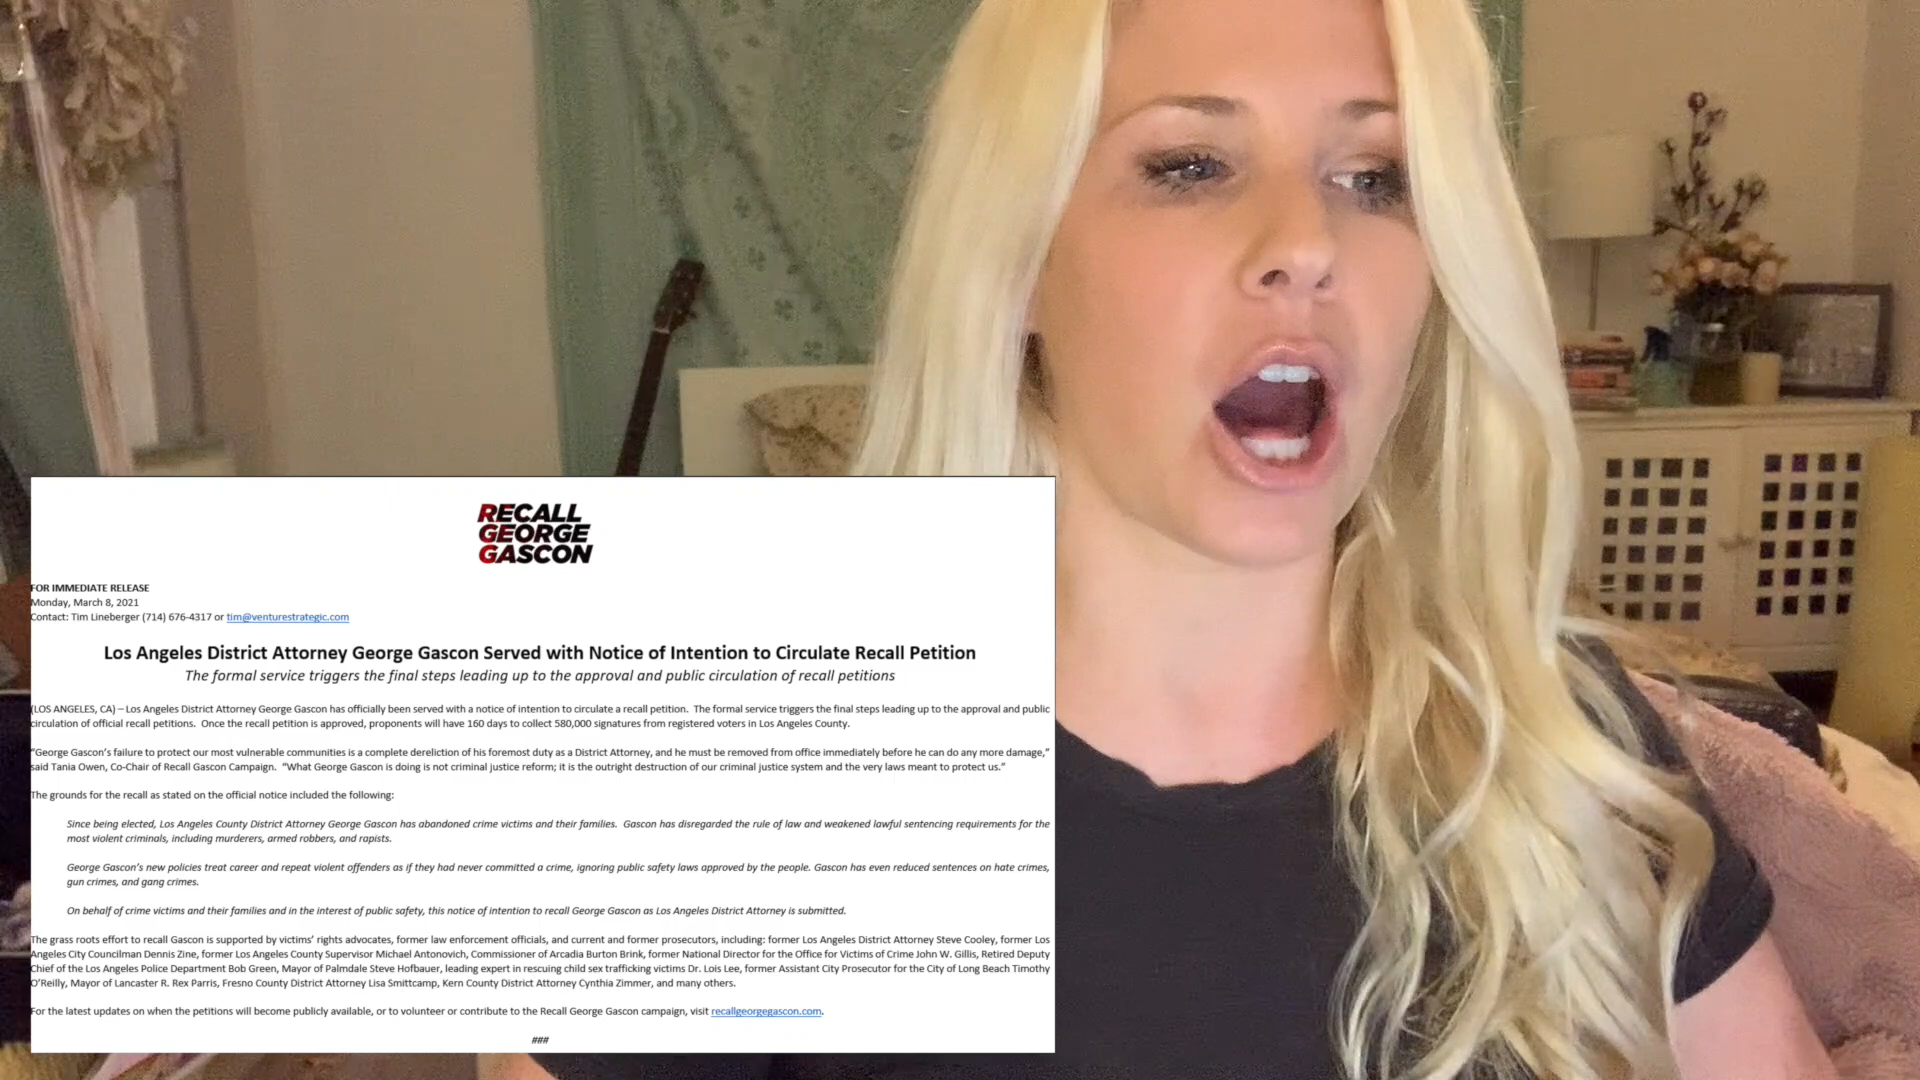 RECALL
GEORGE
GASCON
FOR IMMEDIATE RELEASE
Monday, March 8, 2021
Contact: Tim Lineberger (714) 676-4317 or tim@venturestrategic.com
Los Angeles District Attorney George Gascon Served with Notice of Intention to Circulate Recall Petition
The formal service triggers the final steps leading up to the approval and public circulation of recall petitions
(LOS ANGELES, CA) – Los Angeles District Attorney George Gascon has officially been served with a notice of intention to circulate a recall petition. The formal service triggers the final steps leading up to the approval and public
circulation of official recall petitions. Once the recall petition is approved, proponents will have 160 days to collect 580,000 signatures from registered voters in Los Angeles County.
“George Gascon’s failure to protect our most vulnerable communities is a complete dereliction of his foremost duty as a District Attorney, and he must be removed from office immediately before he can do any more damage,”
said Tania Owen, Co-Chair of Recall Gascon Campaign. “What George Gascon is doing is not criminal justice reform; it is the outright destruction of our criminal justice system and the very laws meant to protect us.”
The grounds for the recall as stated on the official notice included the following:
Since being elected, Los Angeles County District Attorney George Gascon has abandoned crime victims and their families. Gascon has disregarded the rule of law and weakened lawful sentencing requirements for the
most violent criminals, including murderers, armed robbers, and rapists.
George Gascon’s new policies treat career and repeat violent offenders as if they had never committed a crime, ignoring public safety laws approved by the people. Gascon has even reduced sentences on hate crimes,
gun crimes, and gang crimes.
On behalf of crime victims and their families and in the interest of public safety, this notice of intention to recall George Gascon as Los Angeles District Attorney is submitted.
The grass roots effort to recall Gascon is supported by victims’ rights advocates, former law enforcement officials, and current and former prosecutors, including: former Los Angeles District Attorney Steve Cooley, former Los
Angeles City Councilman Dennis Zine, former Los Angeles County Supervisor Michael Antonovich, Commissioner of Arcadia Burton Brink, former National Director for the Office for Victims of Crime John W. Gillis, Retired Deputy
Chief of the Los Angeles Police Department Bob Green, Mayor of Palmdale Steve Hofbauer, leading expert in rescuing child sex trafficking victims Dr. Lois Lee, former Assistant City Prosecutor for the City of Long Beach Timothy
O’Reilly, Mayor of Lancaster R. Rex Parris, Fresno County District Attorney Lisa Smittcamp, Kern County District Attorney Cynthia Zimmer, and many others.
For the latest updates on when the petitions will become publicly available, or to volunteer or contribute to the Recall George Gascon campaign, visit recallgeorgegascon.com.
###